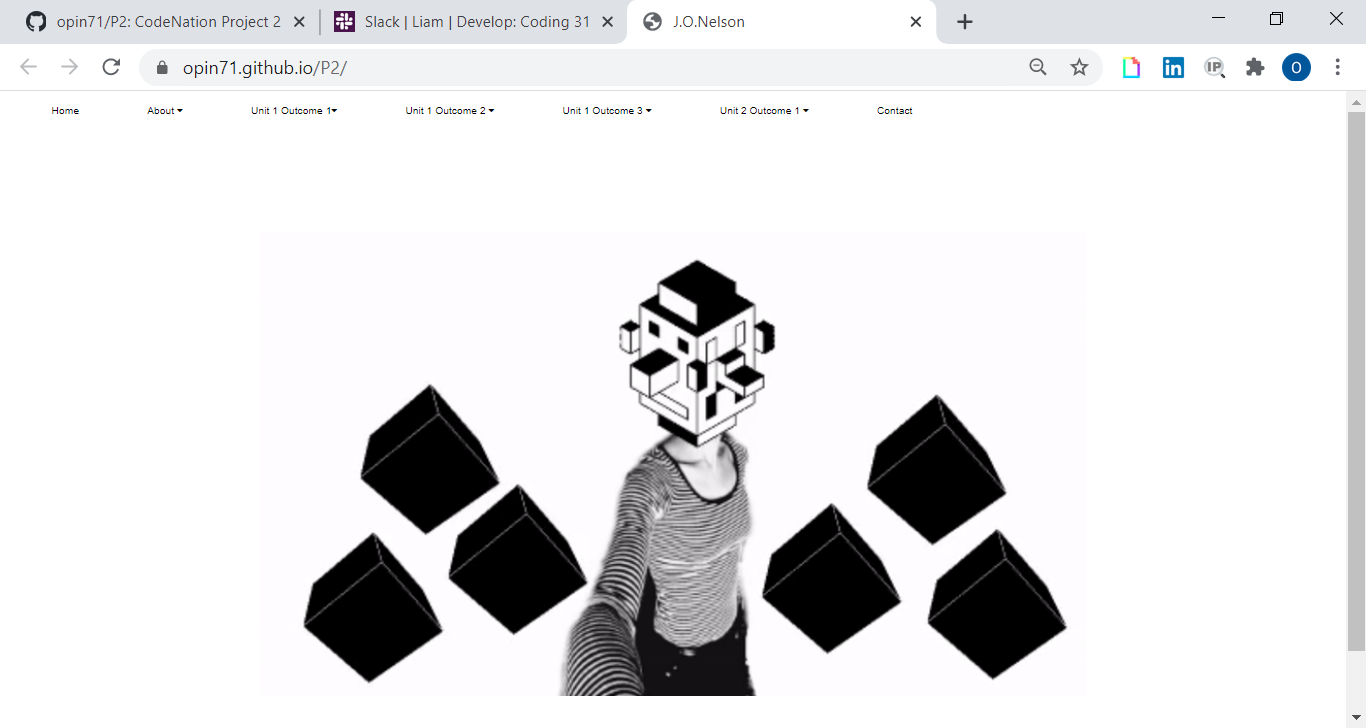 opin71/P2: CodeNation Project 2 Slack | Liam | Develop: Coding 31 J.O.Nelson
opin71.github.io/P2/ IP O
Home About Unit 1 Outcome 1 Unit 1 Outcome 2 Unit 1 Outcome 3 Unit 2 Outcome 1 Contact